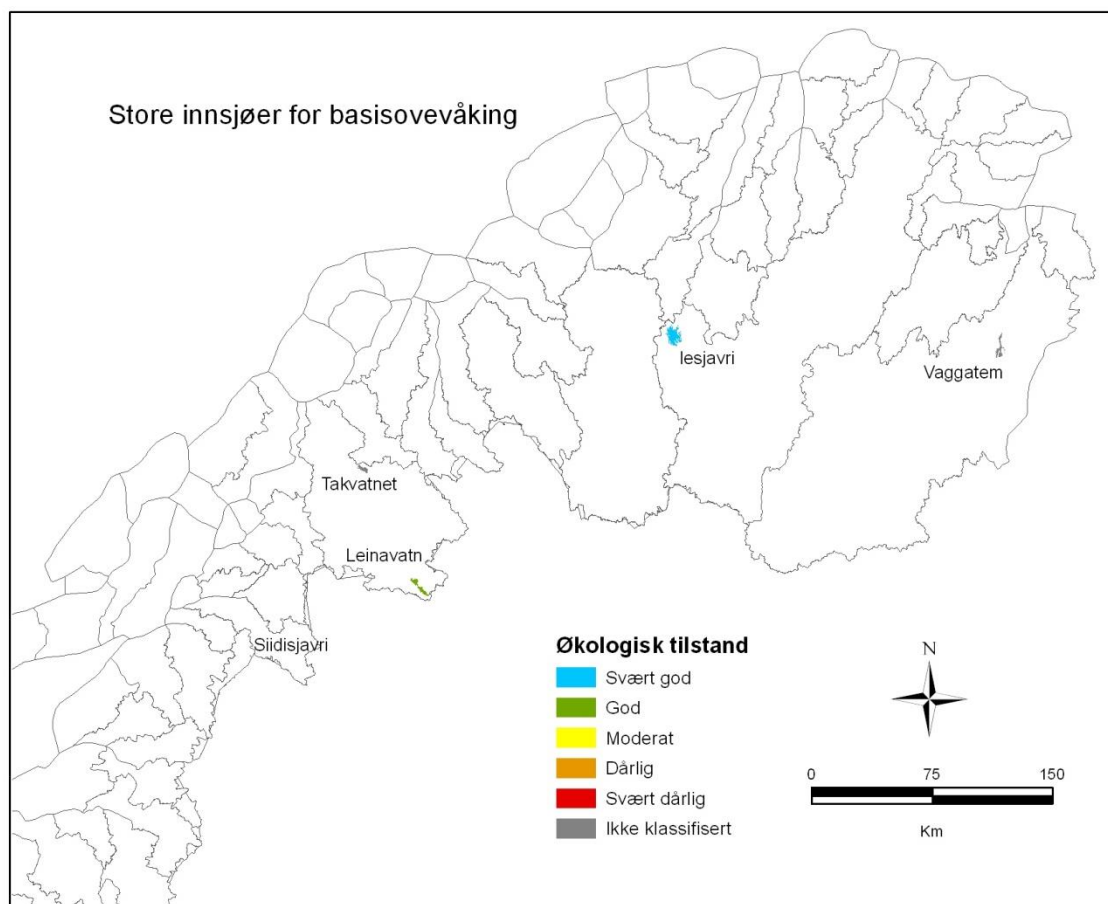 Store innsjøer for basisovevåking
Iesjavri
Vaggatem
Takvatnet
Leinavatn
Siidisjavri
Økologisk tilstand
Svært god
God
Moderat
Dårlig
Svært dårlig
Ikke klassifisert
N
0 75 150
Km